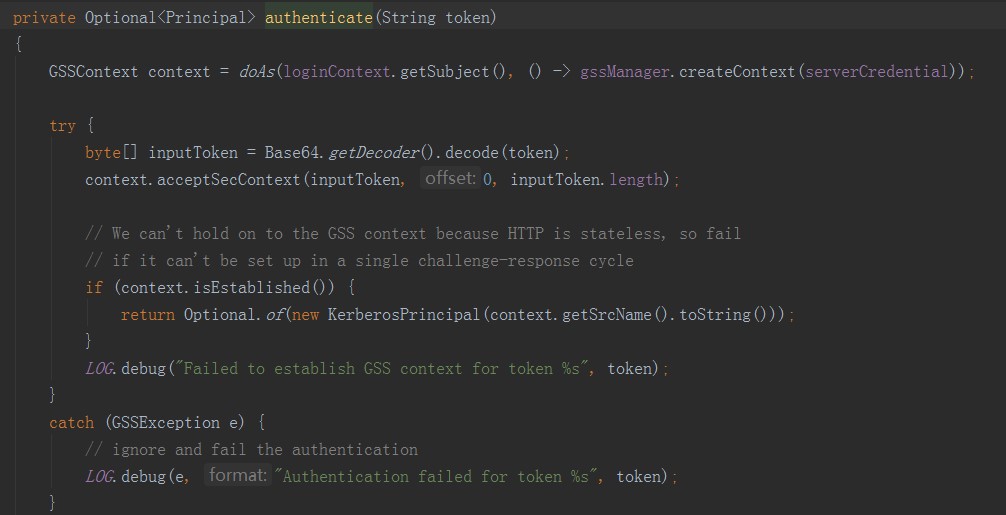 private Optional<Principal> authenticate(String token)
{
    GSSContext context = doAs(loginContext.getSubject(), () -> gssManager.createContext(serverCredential));

    try {
        byte[] inputToken = Base64.getDecoder().decode(token);
        context.acceptSecContext(inputToken, offset: 0, inputToken.length);

        // We can't hold on to the GSS context because HTTP is stateless, so fail
        // if it can't be set up in a single challenge-response cycle
        if (context.isEstablished()) {
            return Optional.of(new KerberosPrincipal(context.getSrcName().toString()));
        }
        LOG.debug("Failed to establish GSS context for token %s", token);
    }
    catch (GSSException e) {
        // ignore and fail the authentication
        LOG.debug(e, format: "Authentication failed for token %s", token);
    }